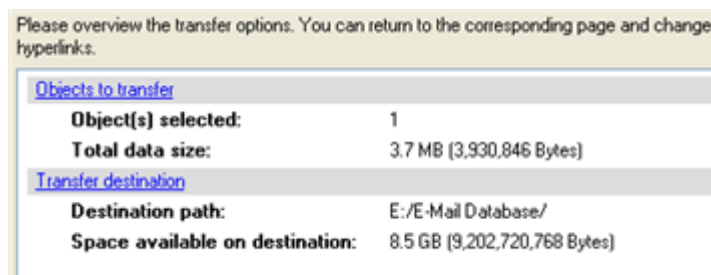 Please overview the transfer options. You can return to the corresponding page and change
hyperlinks.
Objects to transfer
Object(s) selected: 1
Total data size: 3.7 MB (3,930,846 Bytes)
Transfer destination
Destination path: E:/E-Mail Database/
Space available on destination: 8.5 GB (9,202,720,768 Bytes)